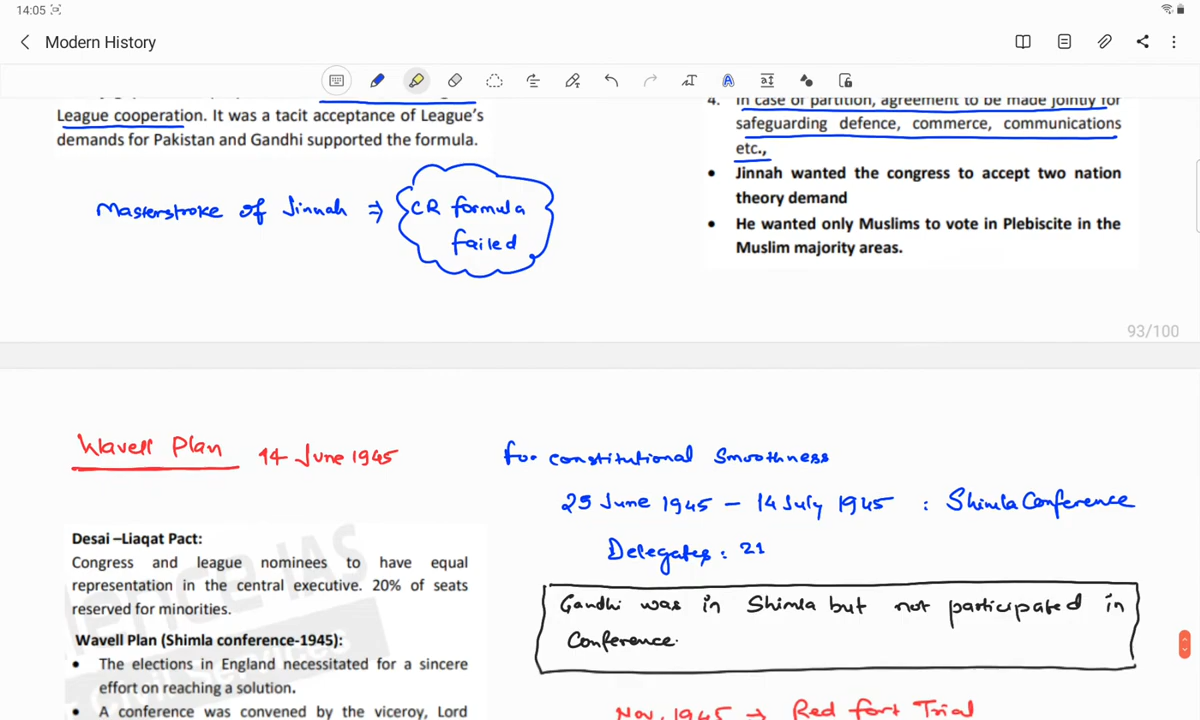 14:05
Modern History
League cooperation. It was a tacit acceptance of League's
demands for Pakistan and Gandhi supported the formula.
Masterstroke of Jinnah ⇒ CR formula
failed
4. In case of partition, agreement to be made jointly for
safeguarding defence, commerce, communications
etc.,
• Jinnah wanted the congress to accept two nation
theory demand
• He wanted only Muslims to vote in Plebiscite in the
Muslim majority areas.
93/100
Wavell Plan 14 June 1945
Desai –Liaqat Pact:
Congress and league nominees to have equal
representation in the central executive. 20% of seats
reserved for minorities.
Wavell Plan (Shimla conference-1945):
• The elections in England necessitated for a sincere
effort on reaching a solution.
• A conference was convened by the viceroy, Lord
for constitutional Smoothness
25 June 1945 – 14 July 1945 : Shimla Conference
Delegates : 21
Gandhi was in Shimla but not participated in
Conference.
Nov, 1945 → Red fort Trial